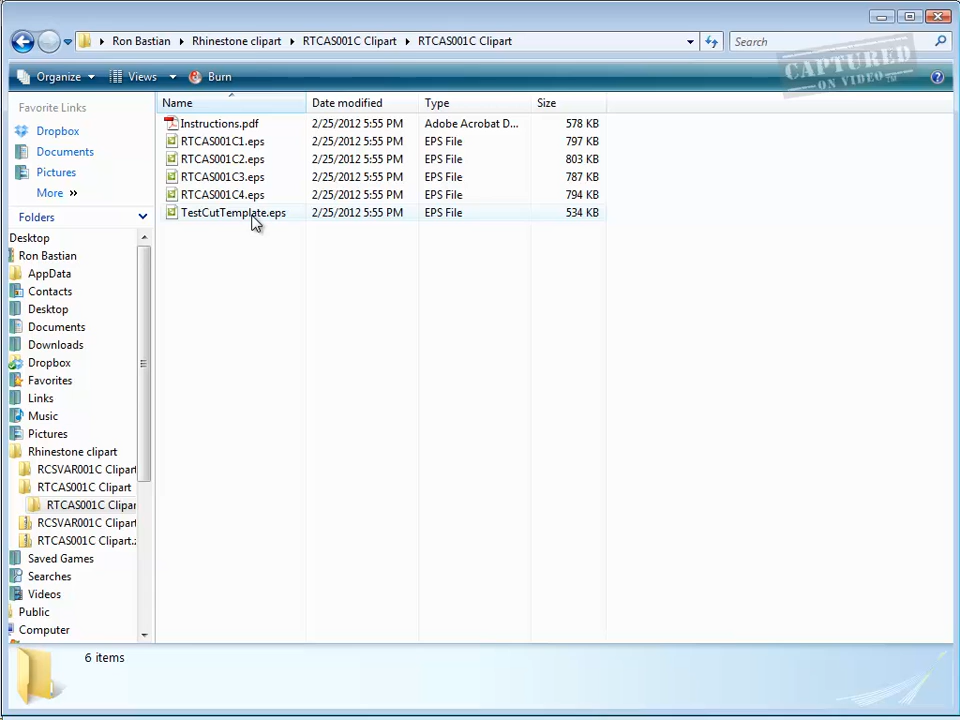 Ron Bastian Rhinestone clipart RTCAS001C Clipart RTCAS001C Clipart Search
CAPTURED
ON VIDEO
Organize Views Burn ?
Favorite Links
Dropbox
Documents
Pictures
More »
Folders
Desktop
Ron Bastian
AppData
Contacts
Desktop
Documents
Downloads
Dropbox
Favorites
Links
Music
Pictures
Rhinestone clipart
RCSVAR001C Clipart
RTCAS001C Clipart
RTCAS001C Clipa
RCSVAR001C Clipart
RTCAS001C Clipart.
Saved Games
Searches
Videos
Public
Computer
Name Date modified Type Size
Instructions.pdf 2/25/2012 5:55 PM Adobe Acrobat D... 578 KB
RTCAS001C1.eps 2/25/2012 5:55 PM EPS File 797 KB
RTCAS001C2.eps 2/25/2012 5:55 PM EPS File 803 KB
RTCAS001C3.eps 2/25/2012 5:55 PM EPS File 787 KB
RTCAS001C4.eps 2/25/2012 5:55 PM EPS File 794 KB
TestCutTemplate.eps 2/25/2012 5:55 PM EPS File 534 KB
6 items